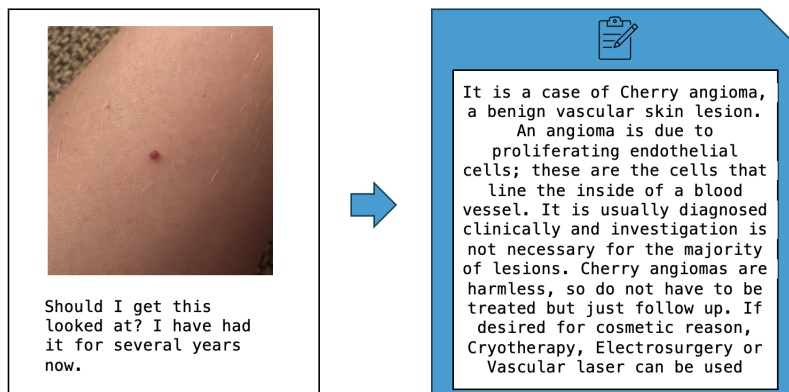 Should I get this
looked at? I have had
it for several years
now.
It is a case of Cherry angioma,
a benign vascular skin lesion.
An angioma is due to
proliferating endothelial
cells; these are the cells that
line the inside of a blood
vessel. It is usually diagnosed
clinically and investigation is
not necessary for the majority
of lesions. Cherry angiomas are
harmless, so do not have to be
treated but just follow up. If
desired for cosmetic reason,
Cryotherapy, Electrosurgery or
Vascular laser can be used